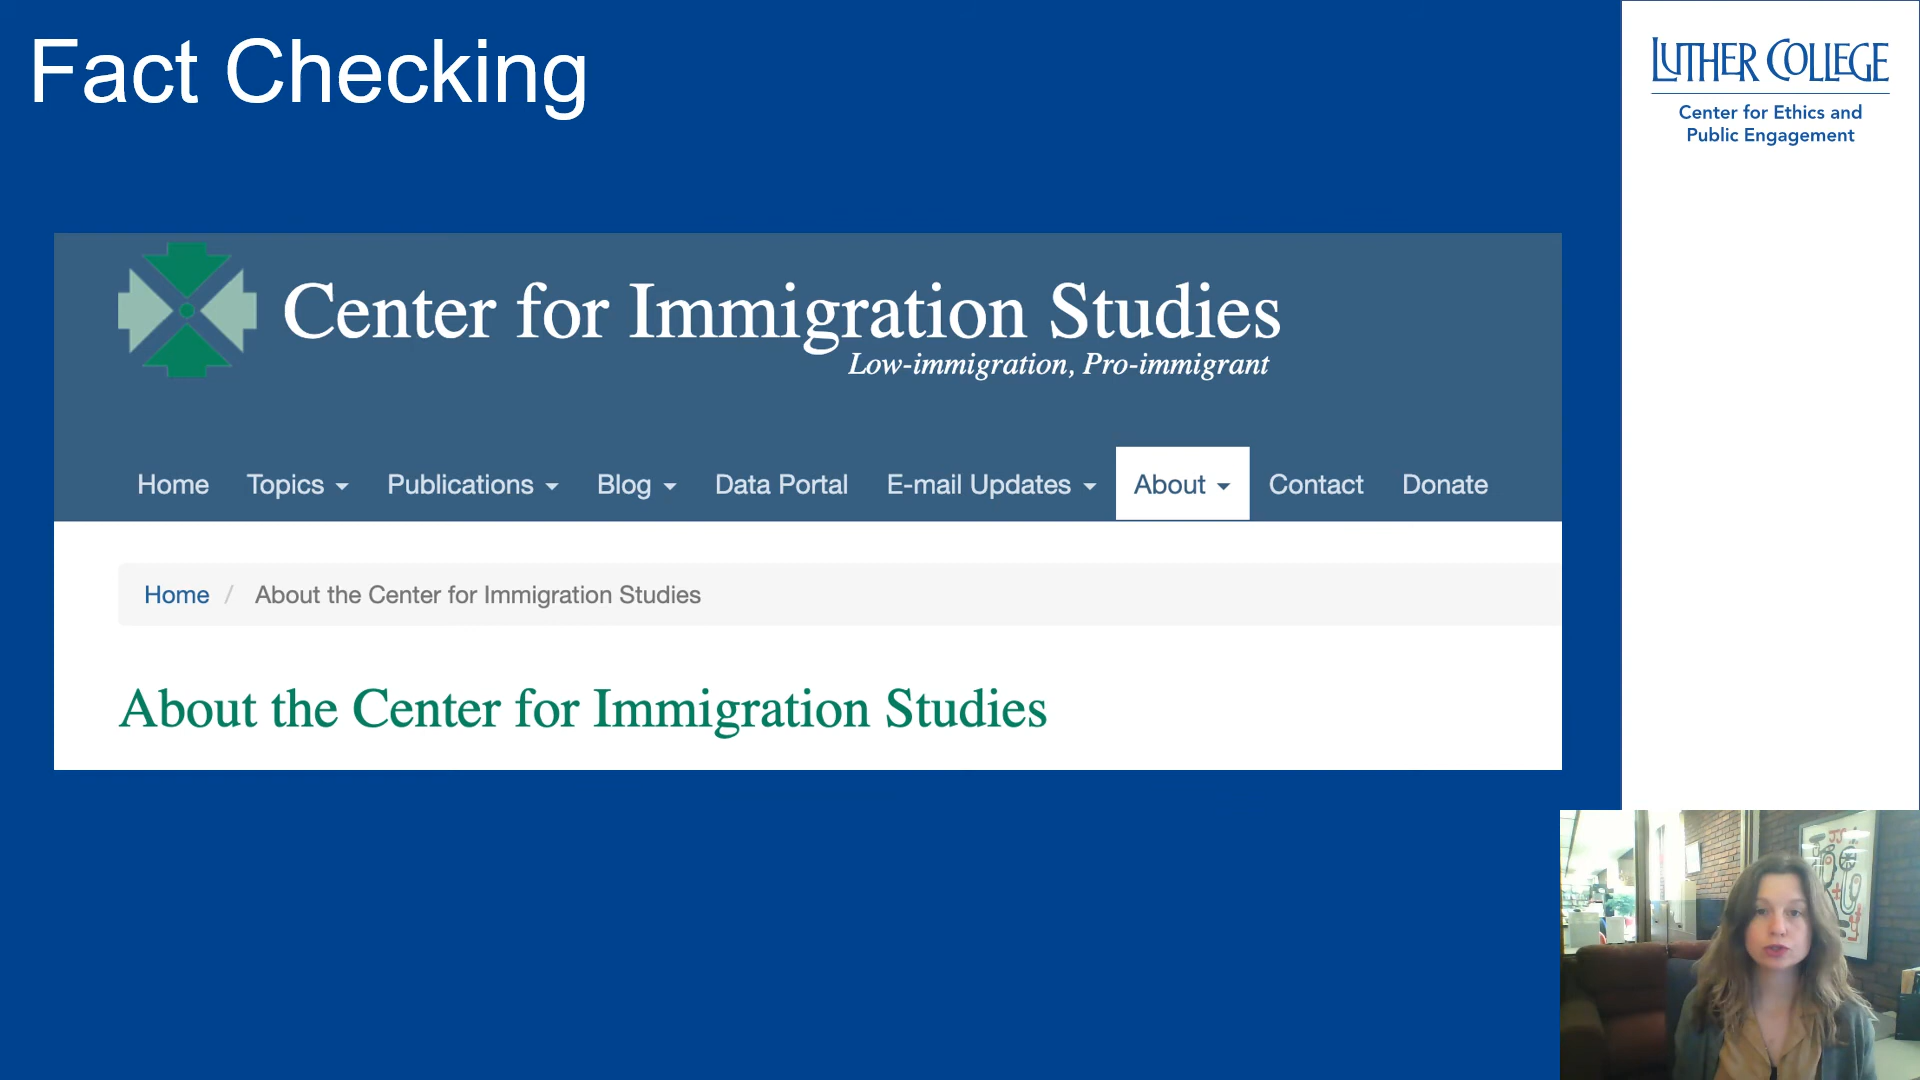 Fact Checking
LUTHER COLLEGE
Center for Ethics and
Public Engagement
Center for Immigration Studies
Low-immigration, Pro-immigrant
Home Topics Publications Blog Data Portal E-mail Updates About Contact Donate
Home / About the Center for Immigration Studies
About the Center for Immigration Studies